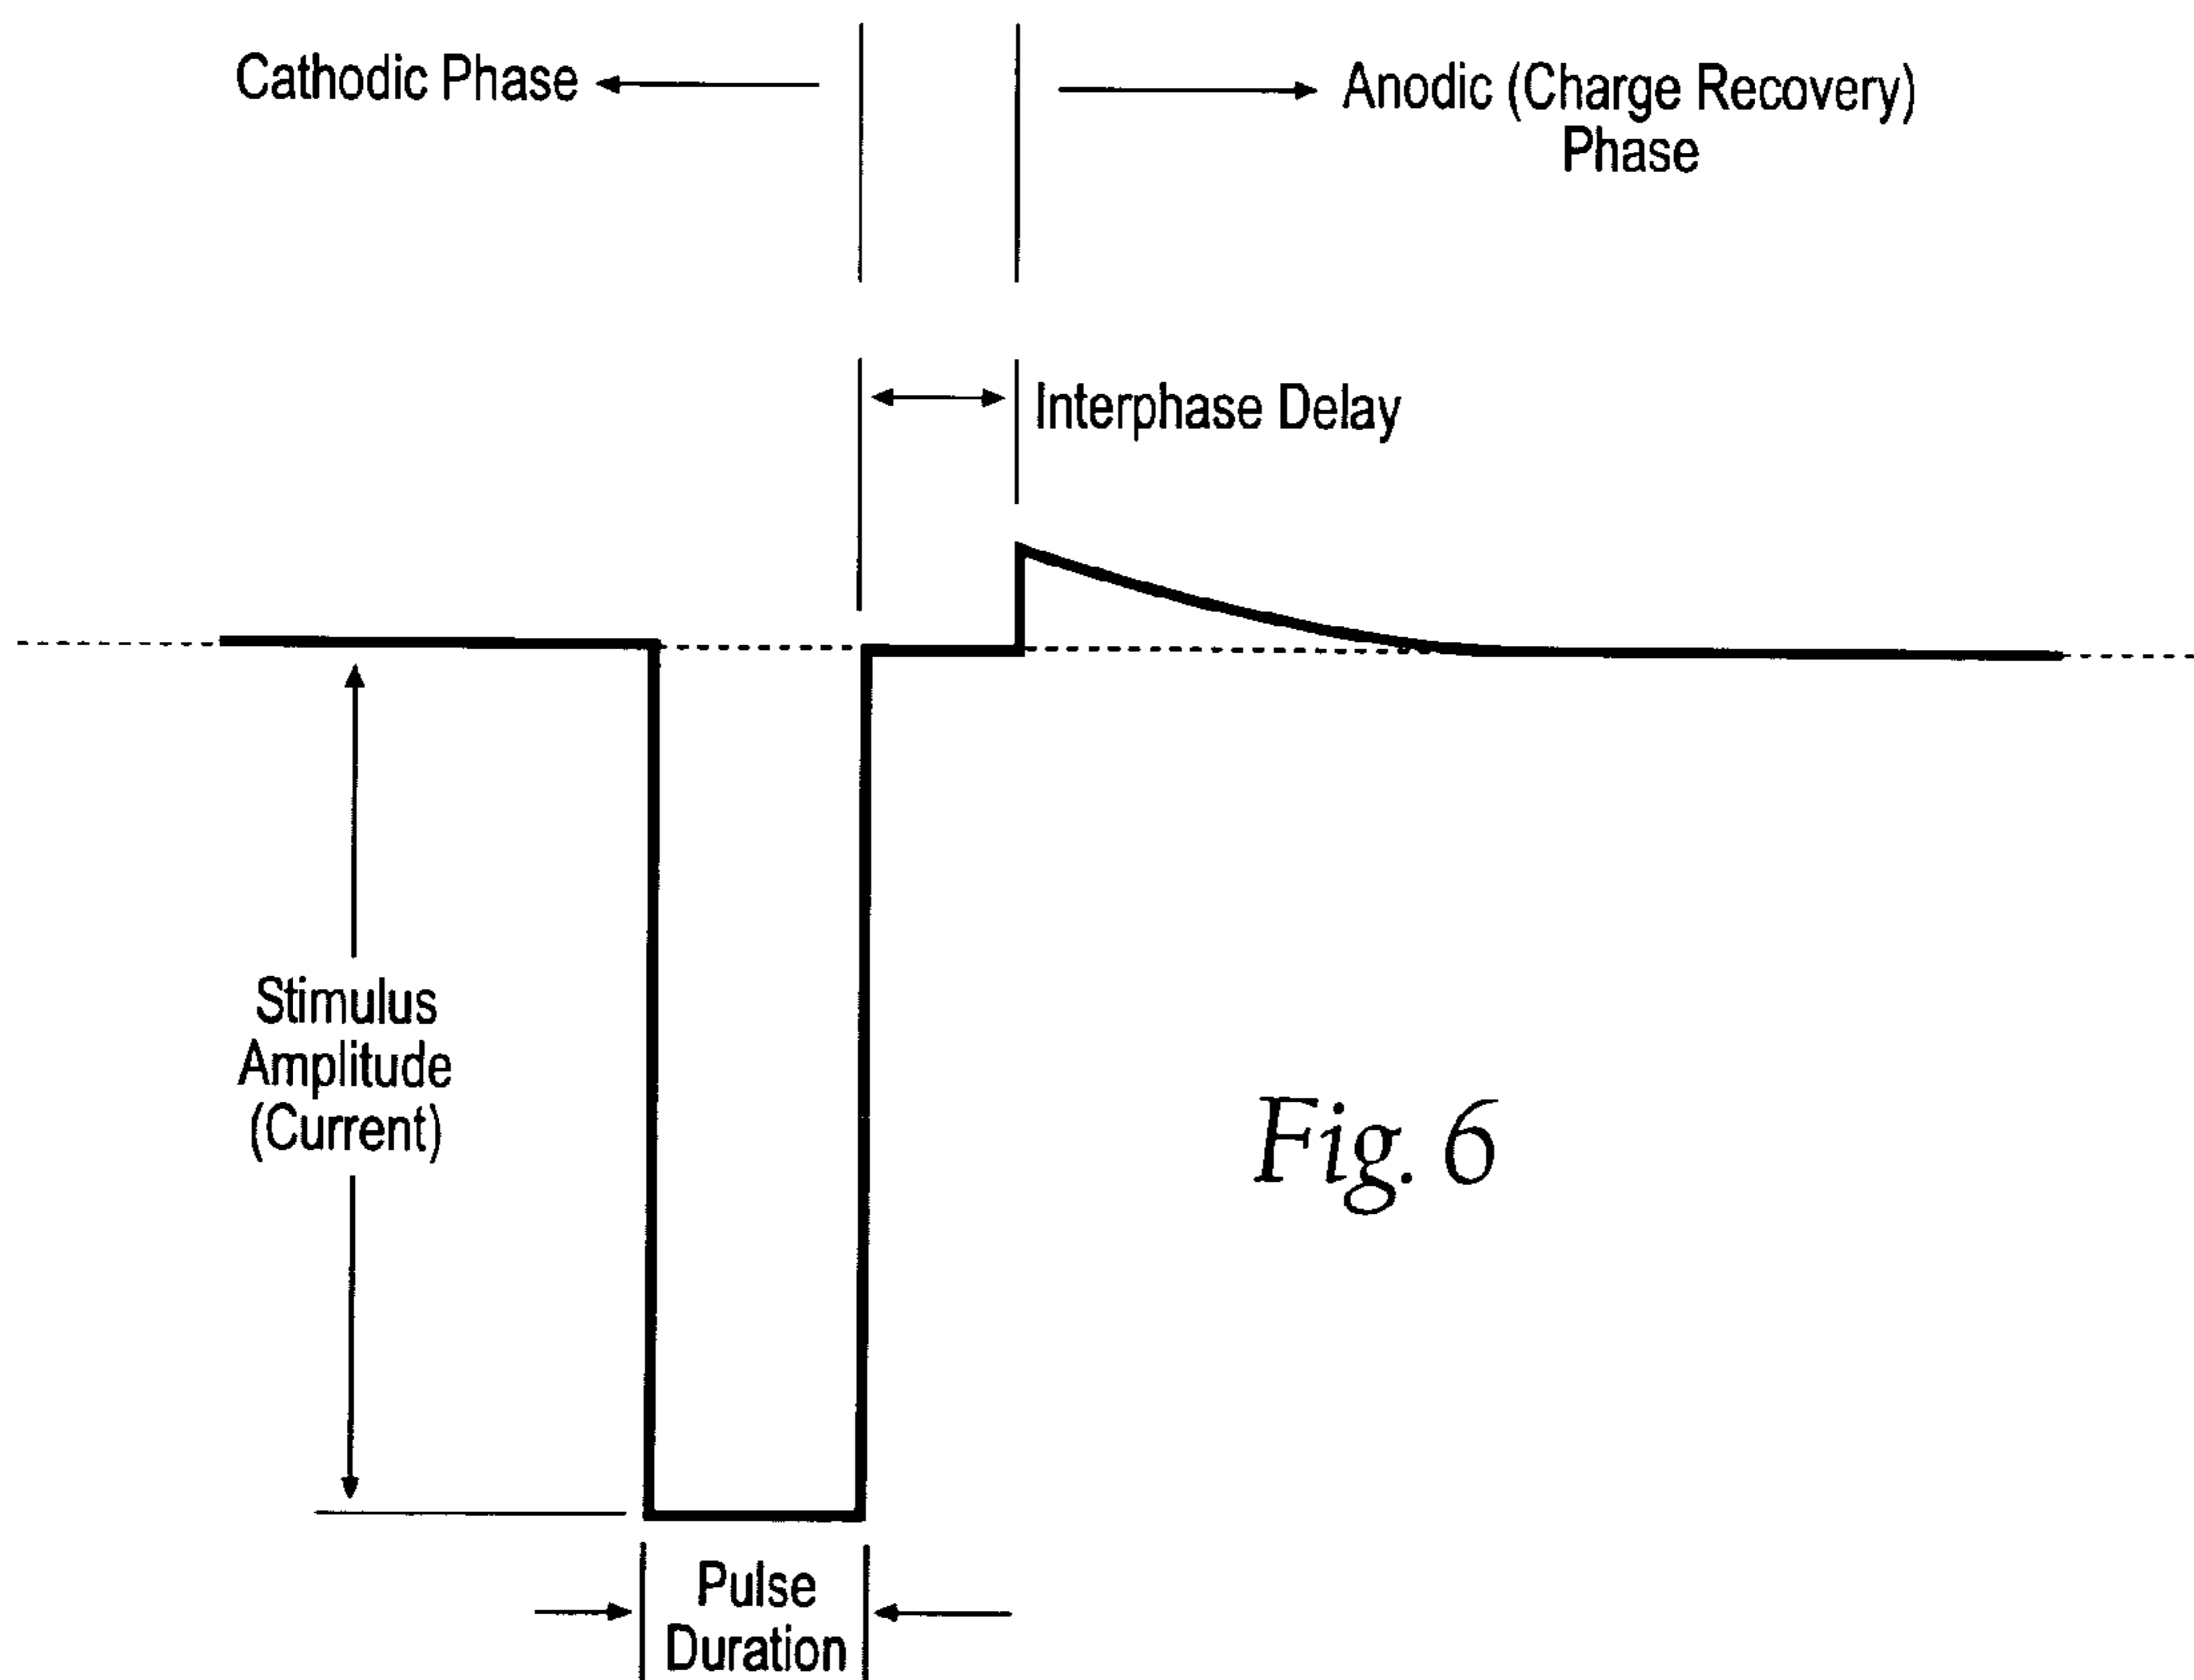 Cathodic Phase
Anodic (Charge Recovery)
Phase
Interphase Delay
Stimulus
Amplitude
(Current)
Fig. 6
Pulse
Duration